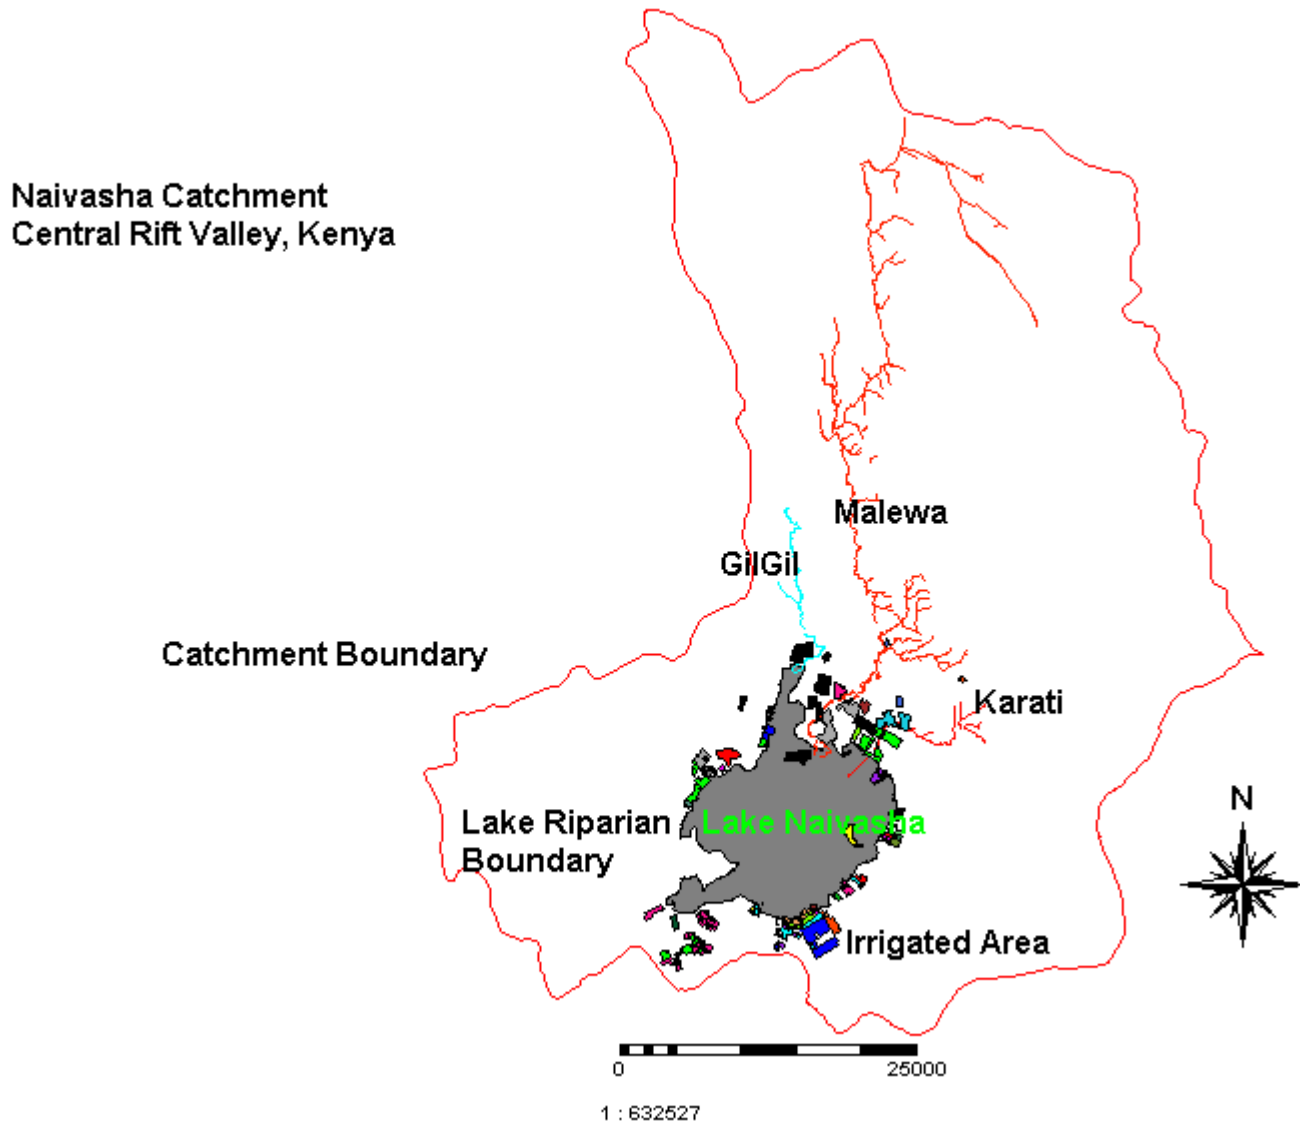 Naivasha Catchment
Central Rift Valley, Kenya
Malewa
GilGil
Catchment Boundary
Karati
N
Lake Riparian
Boundary
Lake Naivasha
Irrigated Area
0 25000
1 : 632527